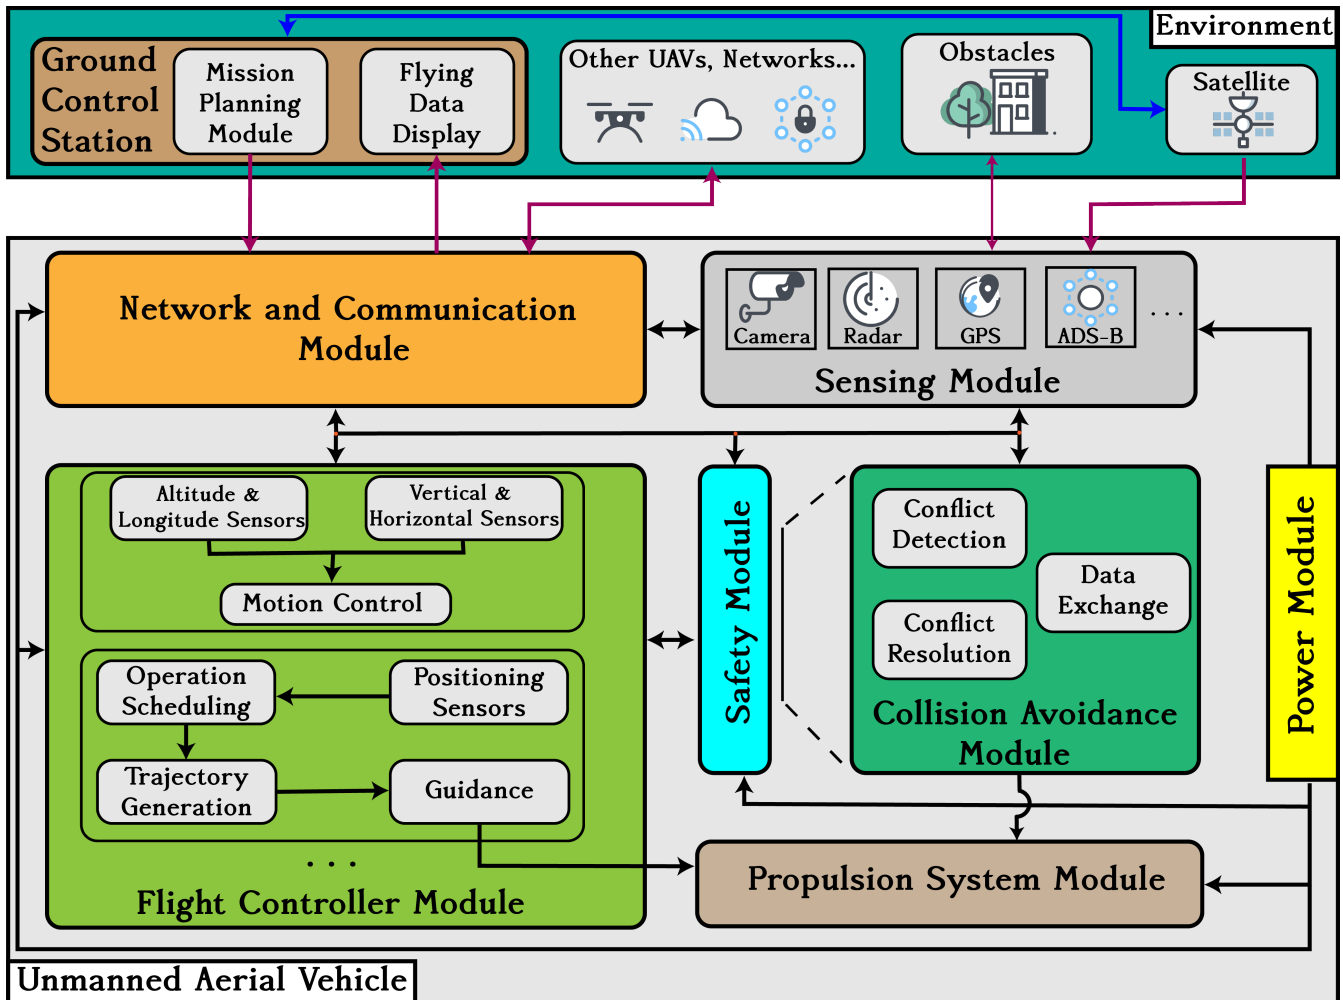 Environment
Ground
Control
Station
Mission
Planning
Module
Flying
Data
Display
Other UAVs, Networks...
Obstacles
Satellite
Network and Communication
Module
Camera
Radar
GPS
ADS-B
. . .
Sensing Module
Altitude &
Longitude Sensors
Vertical &
Horizontal Sensors
Motion Control
Operation
Scheduling
Positioning
Sensors
Trajectory
Generation
Guidance
. . .
Flight Controller Module
Safety Module
Conflict
Detection
Data
Exchange
Conflict
Resolution
Collision Avoidance
Module
Power Module
Propulsion System Module
Unmanned Aerial Vehicle